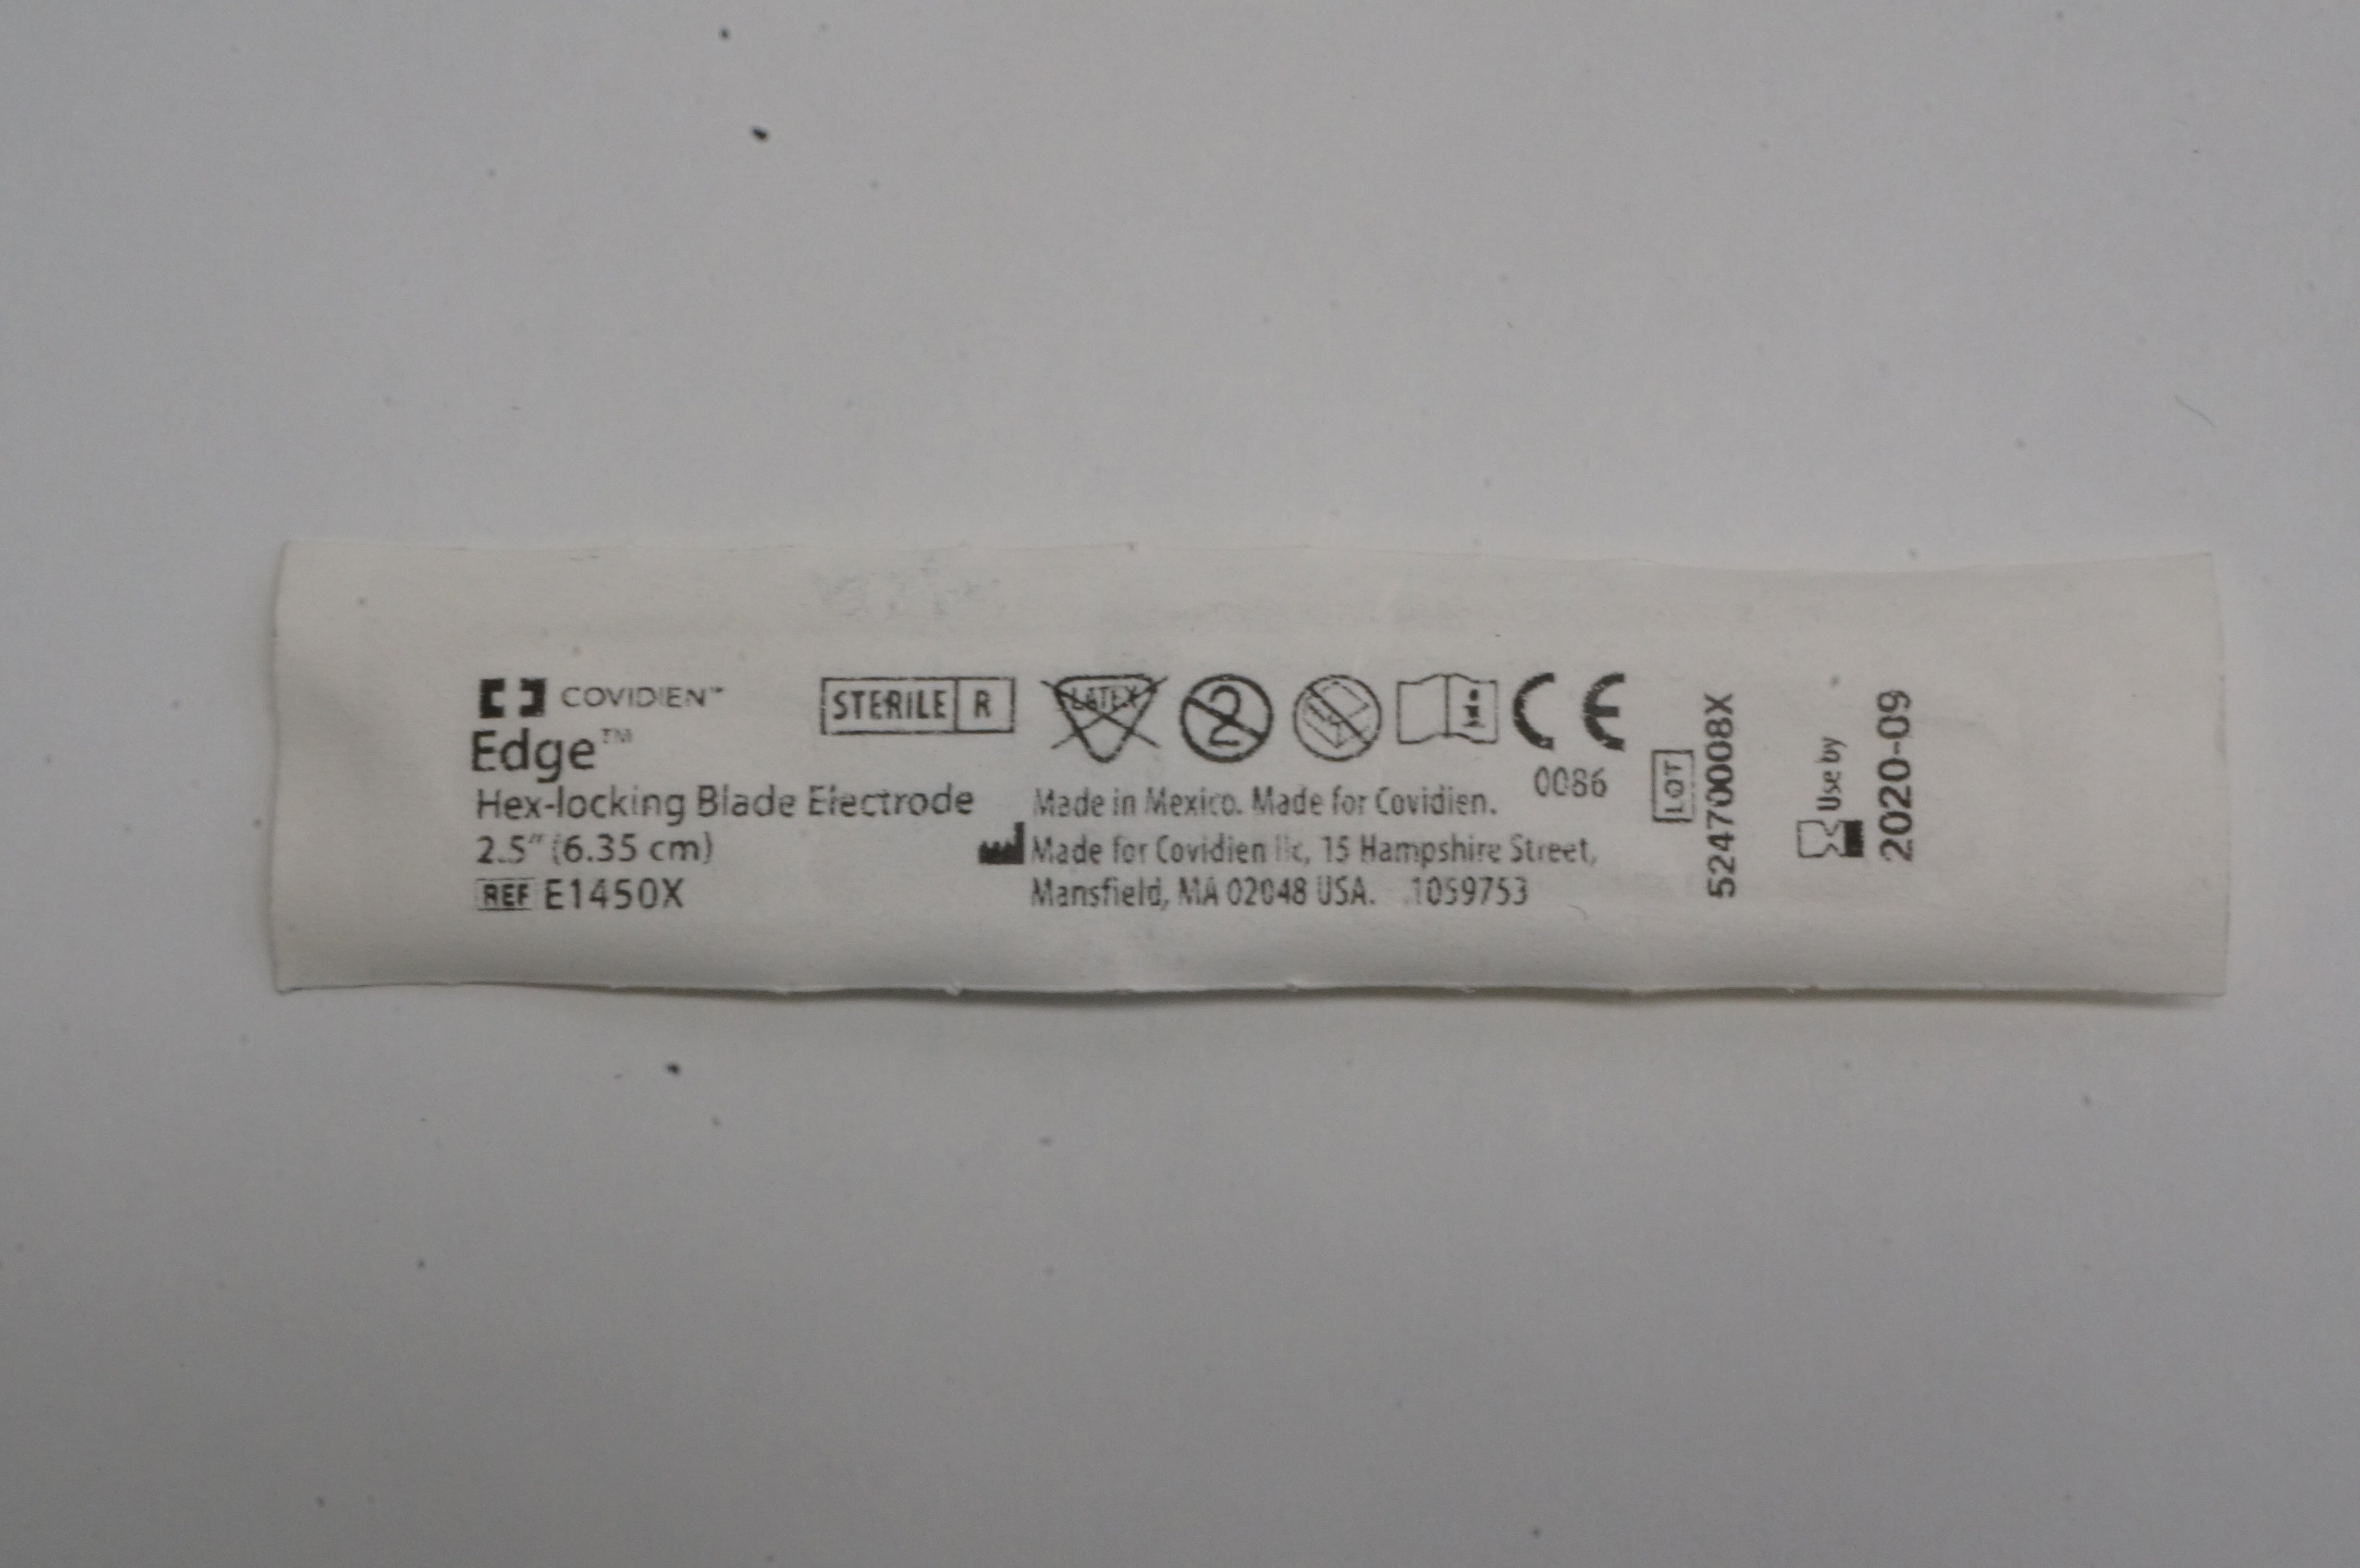 COVIDIEN™
Edge™
Hex-locking Blade Electrode
2.5" (6.35 cm)
REF E1450X
STERILE R
LATEX
2
CE
0086
Made in Mexico. Made for Covidien.
Made for Covidien llc, 15 Hampshire Street,
Mansfield, MA 02048 USA. 1059753
LOT
52470008X
Use by
2020-09